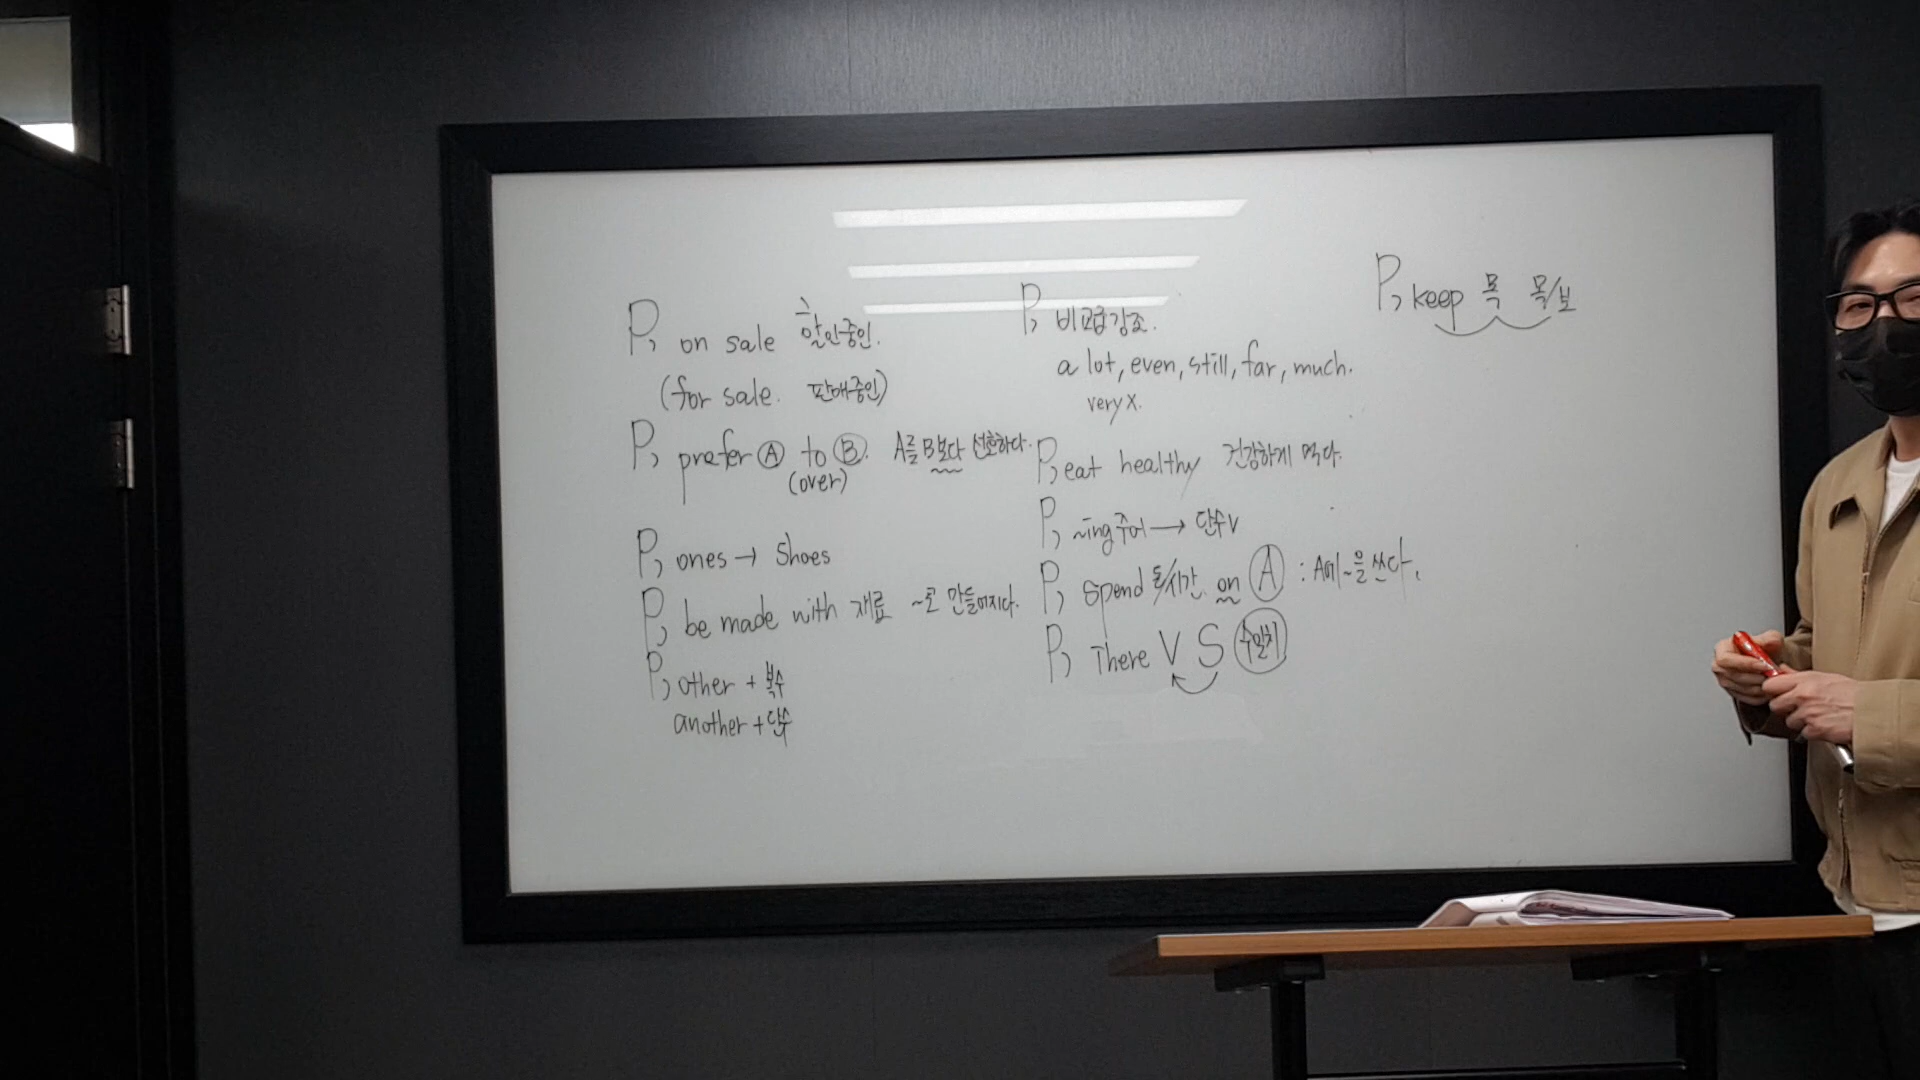 P, on sale 할인중인.
(for sale. 판매중인)
P, prefer Ⓐ to Ⓑ. A를 B보다 선호하다.
(over)
P, ones → shoes
P, be made with 재료 ~로 만들어지다.
P, other + 복수
another + 단수
P, 비교급강조.
a lot, even, still, far, much.
very x.
P, eat healthy 건강하게 먹다.
P, ~ing주어 → 단수V
P, spend 돈/시간 on Ⓐ : A에 ~을 쓰다.
P, There V S 수일치
P, keep 목 목/보